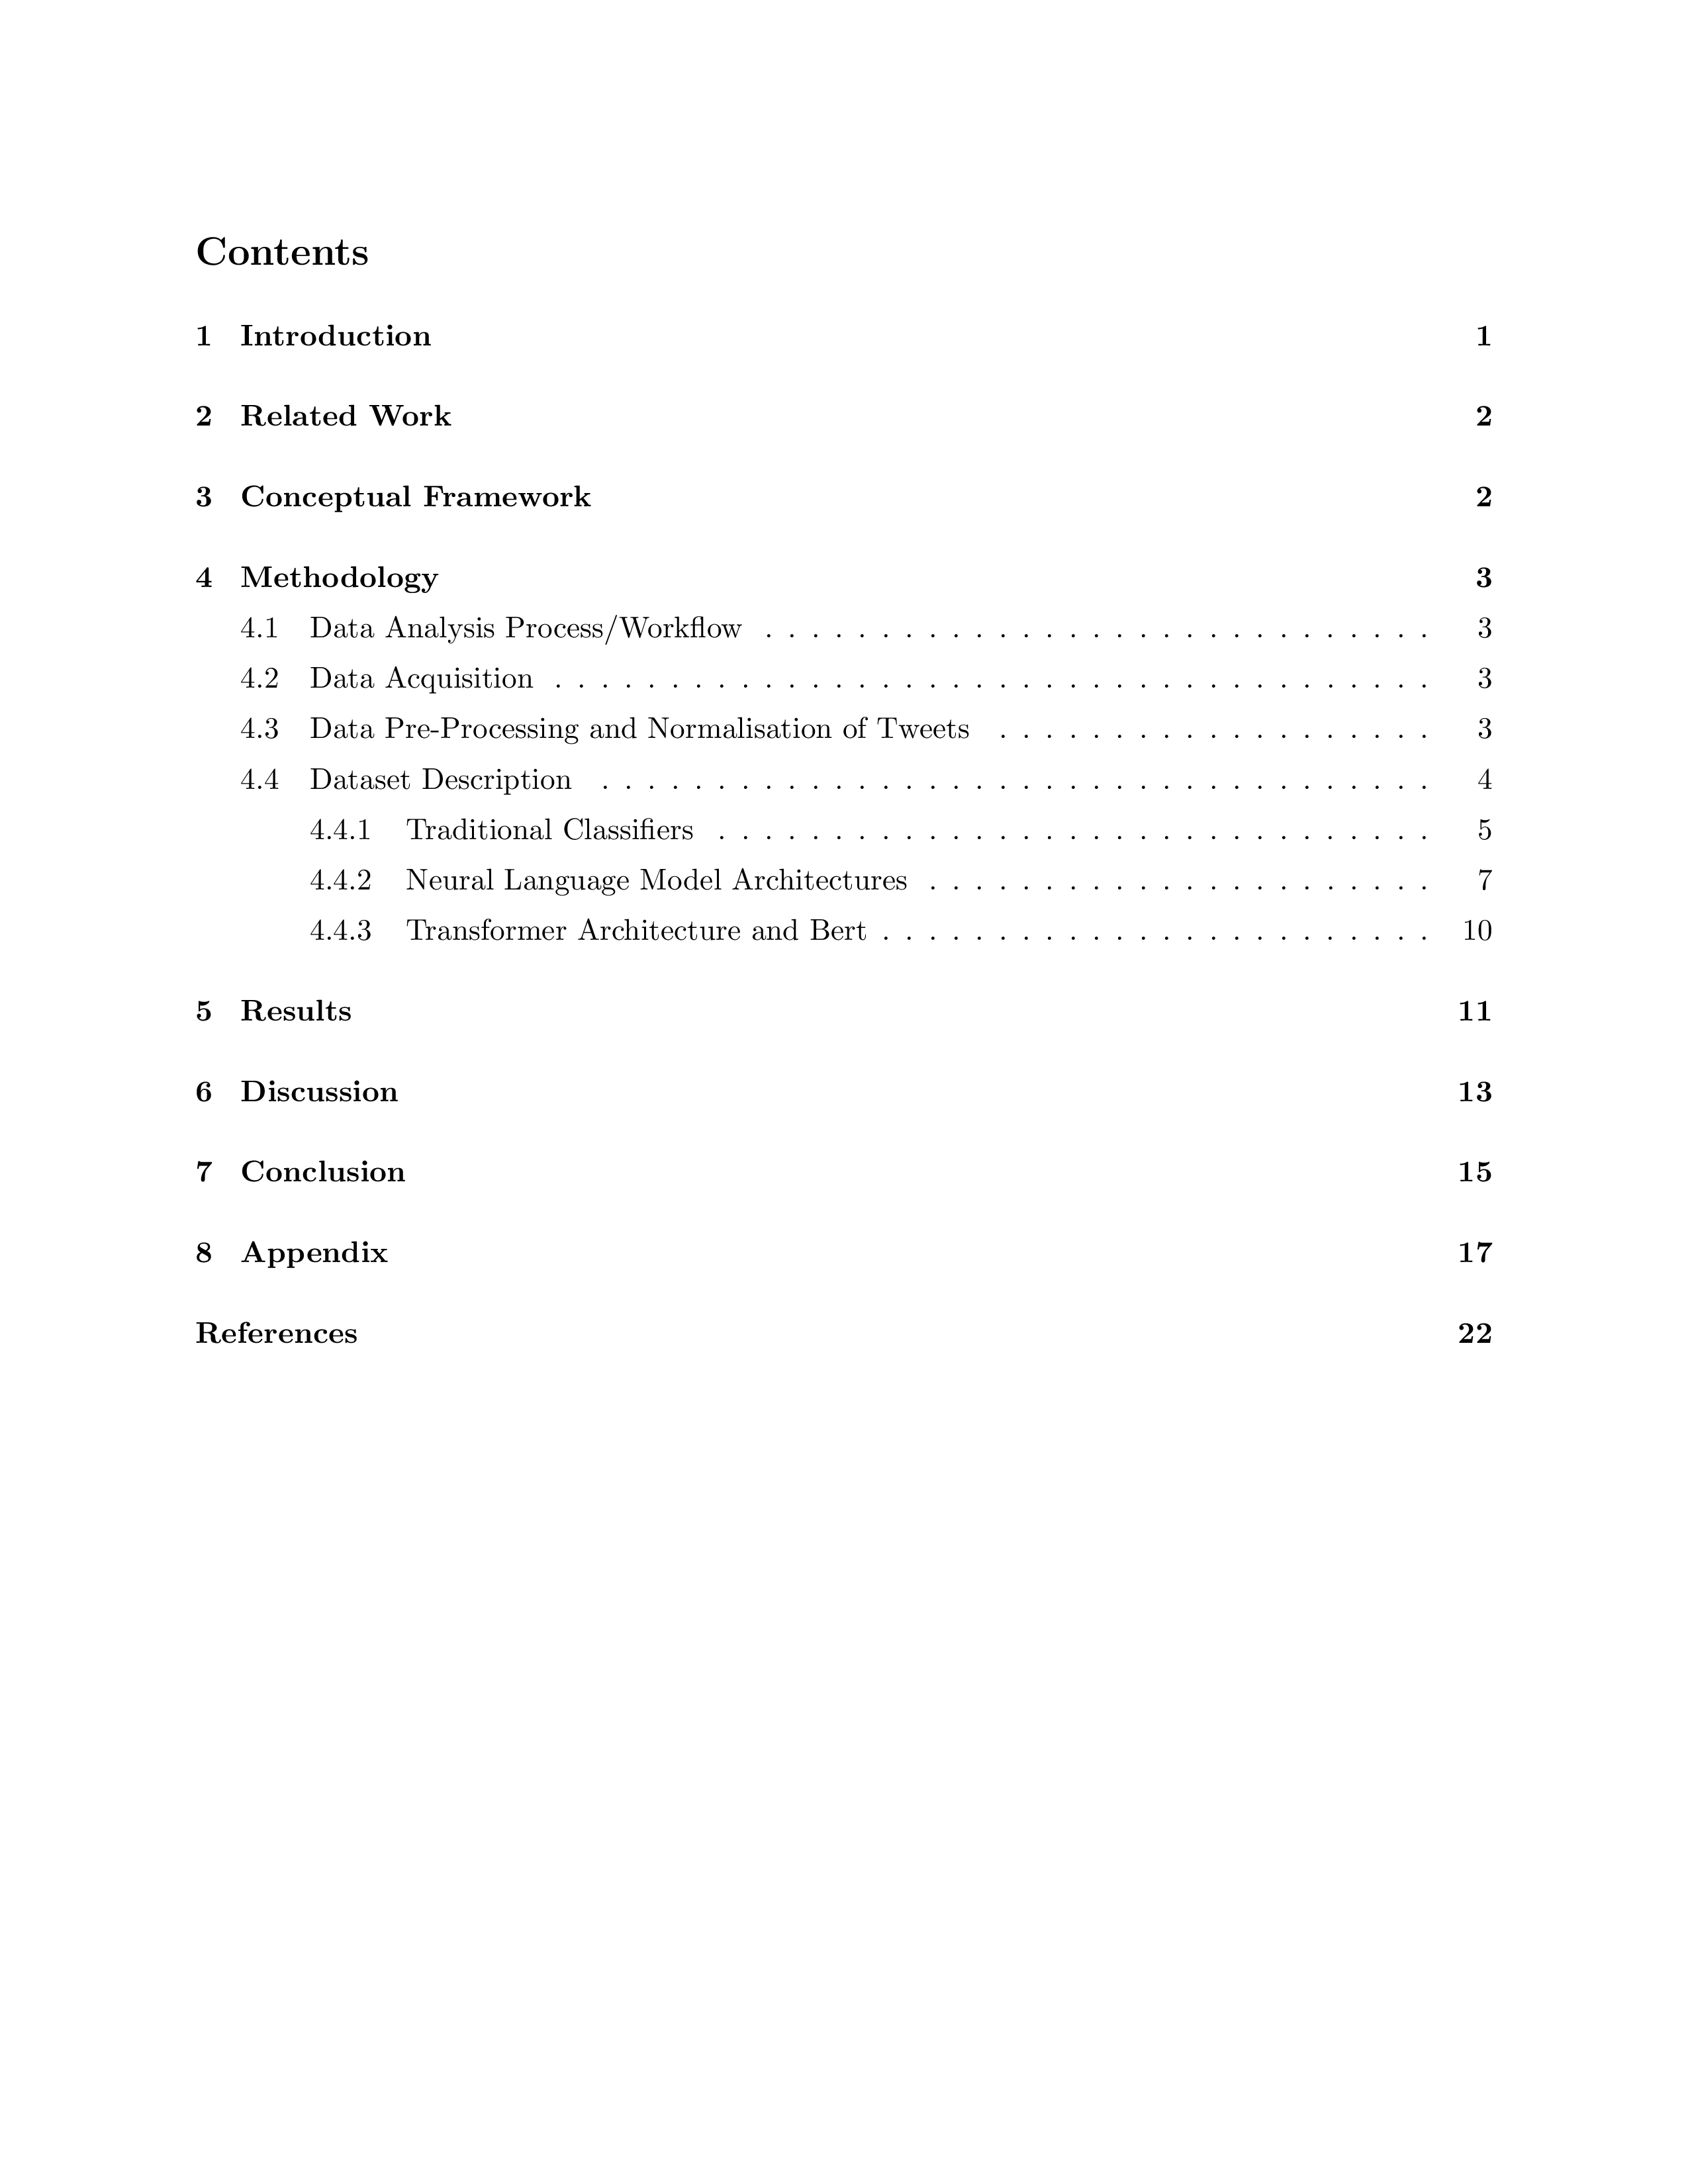 Contents
1 Introduction 1
2 Related Work 2
3 Conceptual Framework 2
4 Methodology 3
4.1 Data Analysis Process/Workflow . . . . . . . . . . . . . . . . . . . . . . . . . . . . . 3
4.2 Data Acquisition . . . . . . . . . . . . . . . . . . . . . . . . . . . . . . . . . . . . . . 3
4.3 Data Pre-Processing and Normalisation of Tweets . . . . . . . . . . . . . . . . . . . 3
4.4 Dataset Description . . . . . . . . . . . . . . . . . . . . . . . . . . . . . . . . . . . . 4
4.4.1 Traditional Classifiers . . . . . . . . . . . . . . . . . . . . . . . . . . . . . . . 5
4.4.2 Neural Language Model Architectures . . . . . . . . . . . . . . . . . . . . . . 7
4.4.3 Transformer Architecture and Bert . . . . . . . . . . . . . . . . . . . . . . . . 10
5 Results 11
6 Discussion 13
7 Conclusion 15
8 Appendix 17
References 22